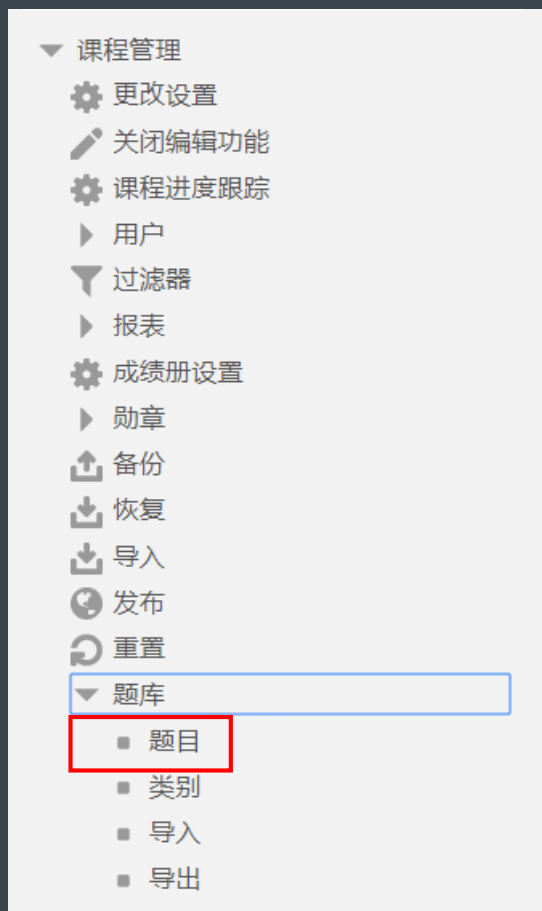 课程管理
更改设置
关闭编辑功能
课程进度跟踪
用户
过滤器
报表
成绩册设置
勋章
备份
恢复
导入
发布
重置
题库
题目
类别
导入
导出